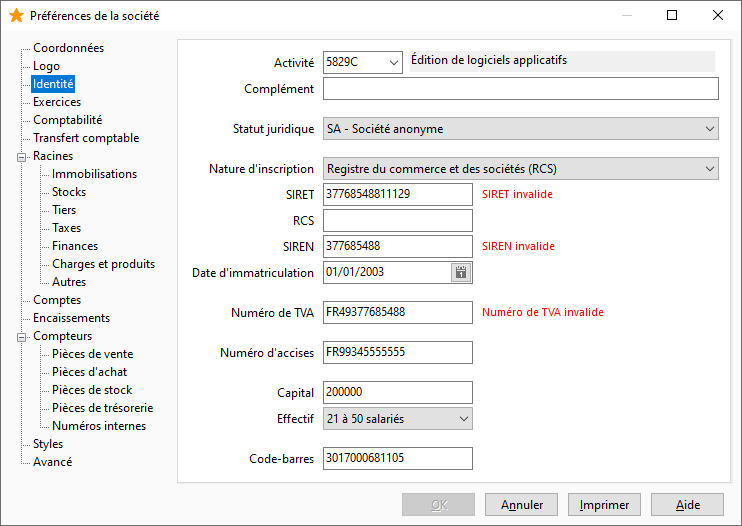 Préférences de la société
Coordonnées
Logo
Identité
Exercices
Comptabilité
Transfert comptable
Racines
Immobilisations
Stocks
Tiers
Taxes
Finances
Charges et produits
Autres
Comptes
Encaissements
Compteurs
Pièces de vente
Pièces d'achat
Pièces de stock
Pièces de trésorerie
Numéros internes
Styles
Avancé
Activité 5829C Édition de logiciels applicatifs
Complément
Statut juridique SA - Société anonyme
Nature d'inscription Registre du commerce et des sociétés (RCS)
SIRET 37768548811129 SIRET invalide
RCS
SIREN 377685488 SIREN invalide
Date d'immatriculation 01/01/2003 1
Numéro de TVA FR49377685488 Numéro de TVA invalide
Numéro d'accises FR99345555555
Capital 200000
Effectif 21 à 50 salariés
Code-barres 3017000681105
OK Annuler Imprimer Aide